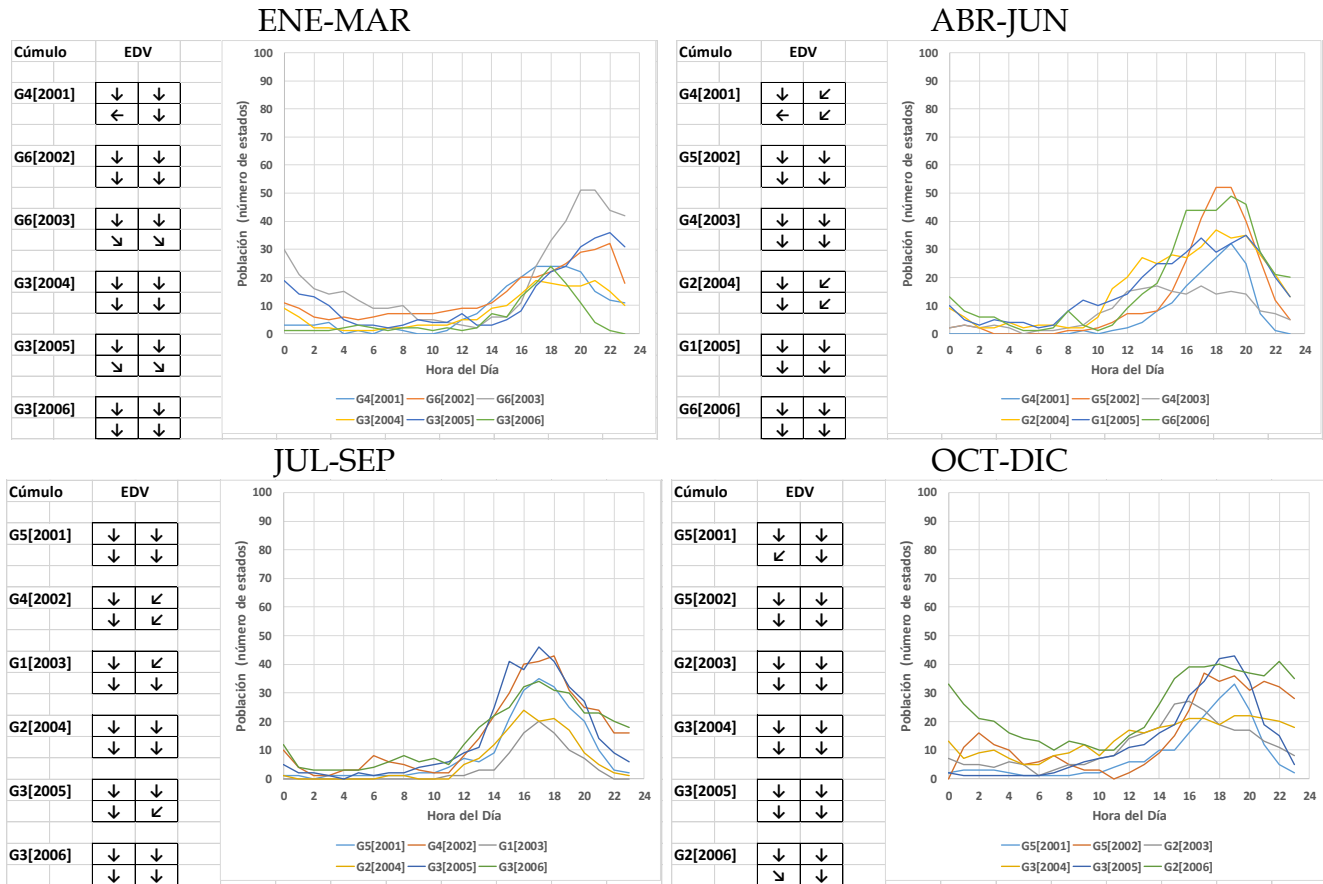 ENE-MAR
Cúmulo EDV
G4[2001] ↓ ↓
← ↓
G6[2002] ↓ ↓
↓ ↓
G6[2003] ↓ ↓
↘ ↘
G3[2004] ↓ ↓
↓ ↓
G3[2005] ↓ ↓
↘ ↘
G3[2006] ↓ ↓
↓ ↓
Población (número de estados)
100
90
80
70
60
50
40
30
20
10
0
0 2 4 6 8 10 12 14 16 18 20 22 24
Hora del Día
G4[2001] G6[2002] G6[2003]
G3[2004] G3[2005] G3[2006]
ABR-JUN
Cúmulo EDV
G4[2001] ↓ ↙
← ↙
G5[2002] ↓ ↓
↓ ↓
G4[2003] ↓ ↓
↓ ↓
G2[2004] ↓ ↙
↓ ↙
G1[2005] ↓ ↓
↓ ↓
G6[2006] ↓ ↓
↓ ↓
Población (número de estados)
100
90
80
70
60
50
40
30
20
10
0
0 2 4 6 8 10 12 14 16 18 20 22 24
Hora del Día
G4[2001] G5[2002] G4[2003]
G2[2004] G1[2005] G6[2006]
JUL-SEP
Cúmulo EDV
G5[2001] ↓ ↓
↓ ↓
G4[2002] ↓ ↙
↓ ↙
G1[2003] ↓ ↙
↓ ↓
G2[2004] ↓ ↓
↓ ↓
G3[2005] ↓ ↓
↓ ↙
G3[2006] ↓ ↓
↓ ↓
Población (número de estados)
100
90
80
70
60
50
40
30
20
10
0
0 2 4 6 8 10 12 14 16 18 20 22 24
Hora del Día
G5[2001] G4[2002] G1[2003]
G2[2004] G3[2005] G3[2006]
OCT-DIC
Cúmulo EDV
G5[2001] ↓ ↓
↙ ↓
G5[2002] ↓ ↓
↓ ↓
G2[2003] ↓ ↓
↓ ↓
G3[2004] ↓ ↓
↓ ↓
G3[2005] ↓ ↓
↓ ↓
G2[2006] ↓ ↓
↘ ↓
Población (número de estados)
100
90
80
70
60
50
40
30
20
10
0
0 2 4 6 8 10 12 14 16 18 20 22 24
Hora del Día
G5[2001] G5[2002] G2[2003]
G3[2004] G3[2005] G2[2006]